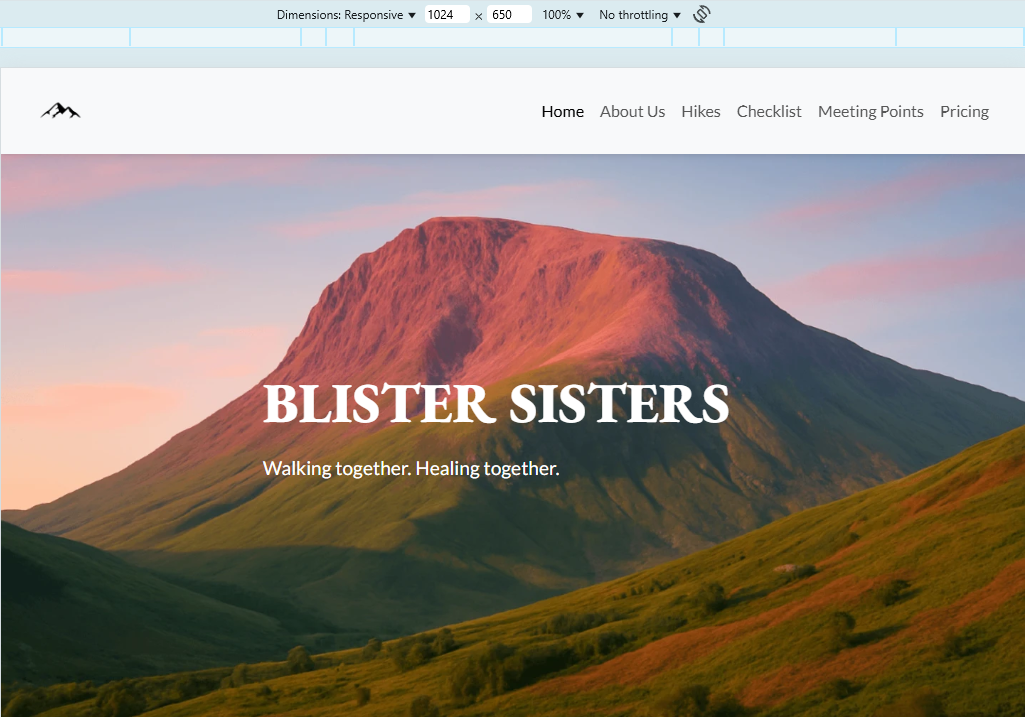 Dimensions: Responsive ▼ 1024 × 650 100% ▼ No throttling ▼
Home About Us Hikes Checklist Meeting Points Pricing
BLISTER SISTERS
Walking together. Healing together.